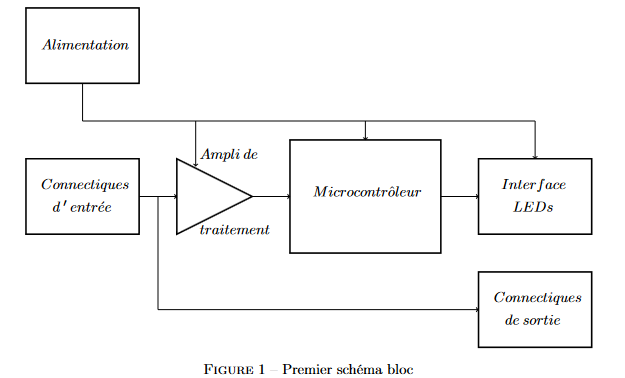 Alimentation
Ampli de
Connectiques
d' entrée
Microcontrôleur
Interface
LEDs
traitement
Connectiques
de sortie
FIGURE 1 – Premier schéma bloc